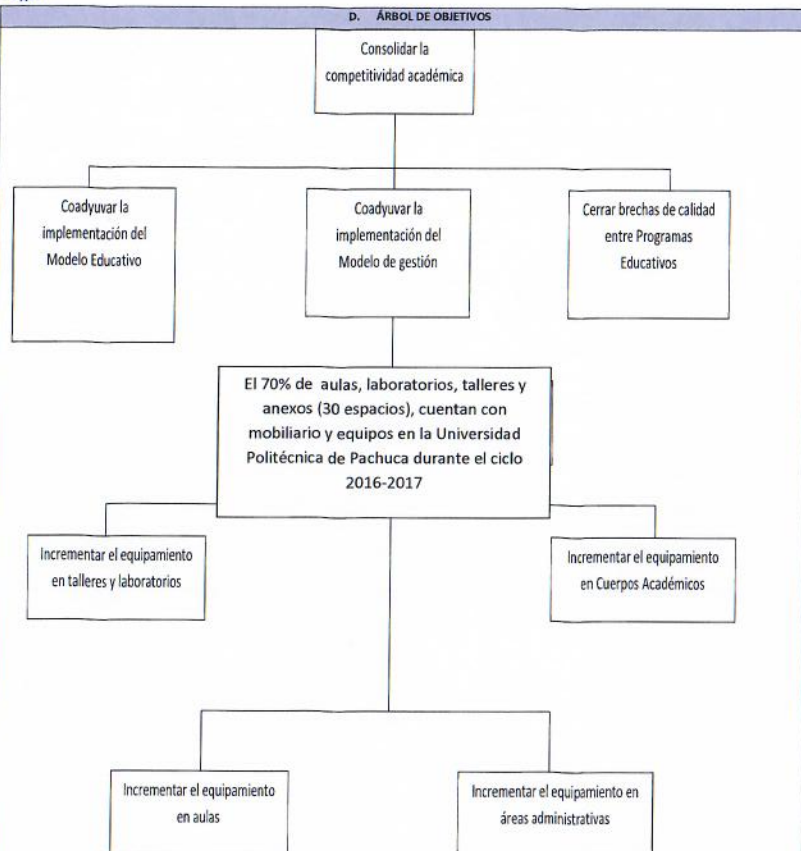 D. ÁRBOL DE OBJETIVOS
Consolidar la
competitividad académica
Coadyuvar la
implementación del
Modelo Educativo
Coadyuvar la
implementación del
Modelo de gestión
Cerrar brechas de calidad
entre Programas
Educativos
El 70% de aulas, laboratorios, talleres y
anexos (30 espacios), cuentan con
mobiliario y equipos en la Universidad
Politécnica de Pachuca durante el ciclo
2016-2017
Incrementar el equipamiento
en talleres y laboratorios
Incrementar el equipamiento
en Cuerpos Académicos
Incrementar el equipamiento
en aulas
Incrementar el equipamiento en
áreas administrativas